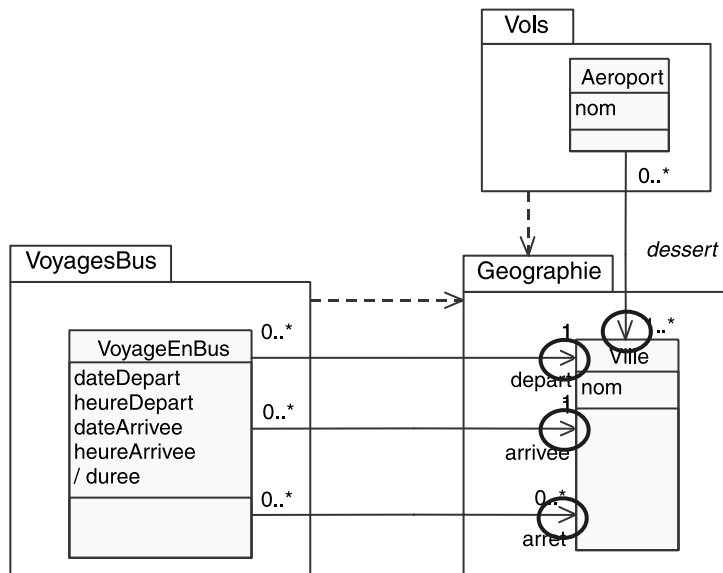 Vols
Aeroport
nom
0..*
dessert
VoyagesBus
Geographie
0..*
1
1..*
VoyageEnBus
Ville
dateDepart
depart
nom
heureDepart
0..*
1
dateArrivee
heureArrivee
arrivee
/ duree
0..*
0..*
arret